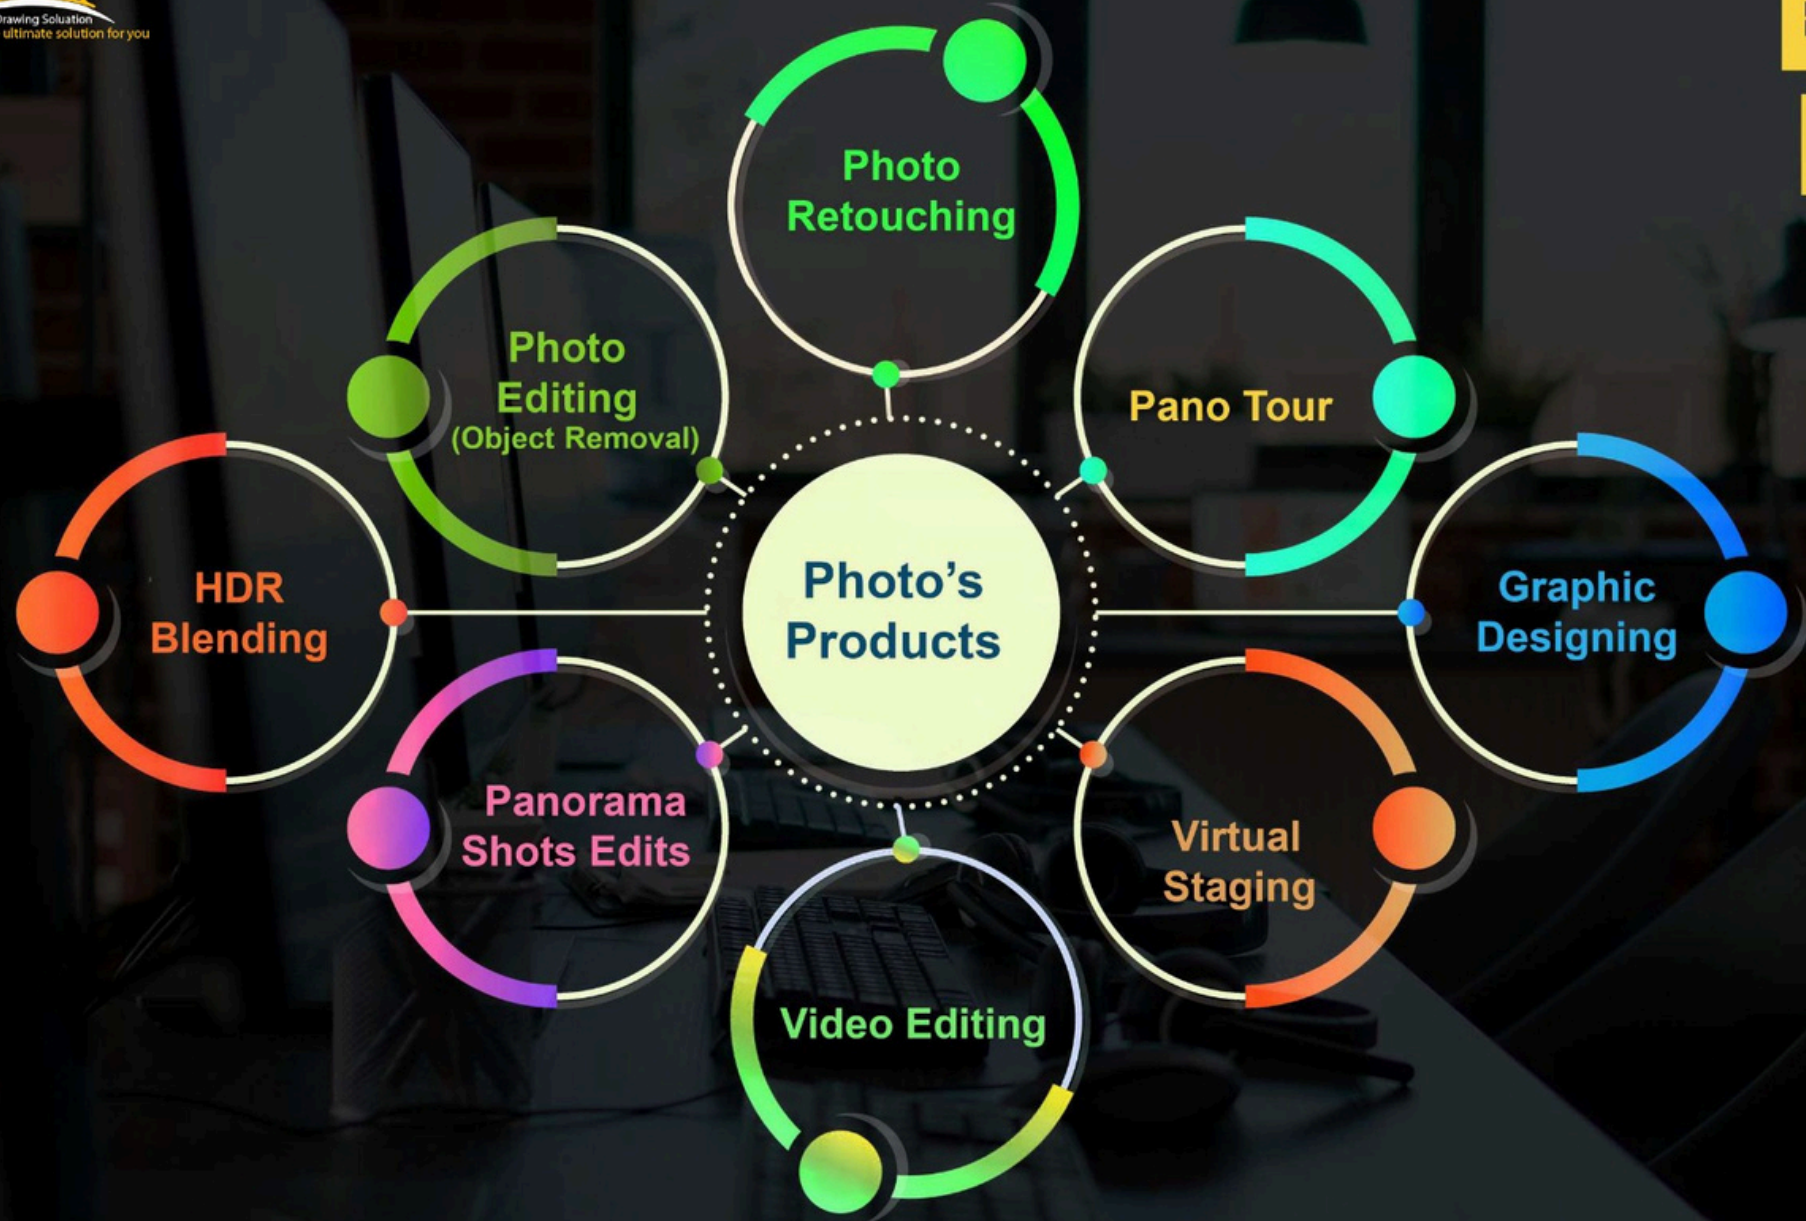 Drawing Soluation
ultimate solution for you
Photo
Retouching
Photo
Editing
(Object Removal)
Pano Tour
HDR
Blending
Photo’s
Products
Graphic
Designing
Panorama
Shots Edits
Virtual
Staging
Video Editing